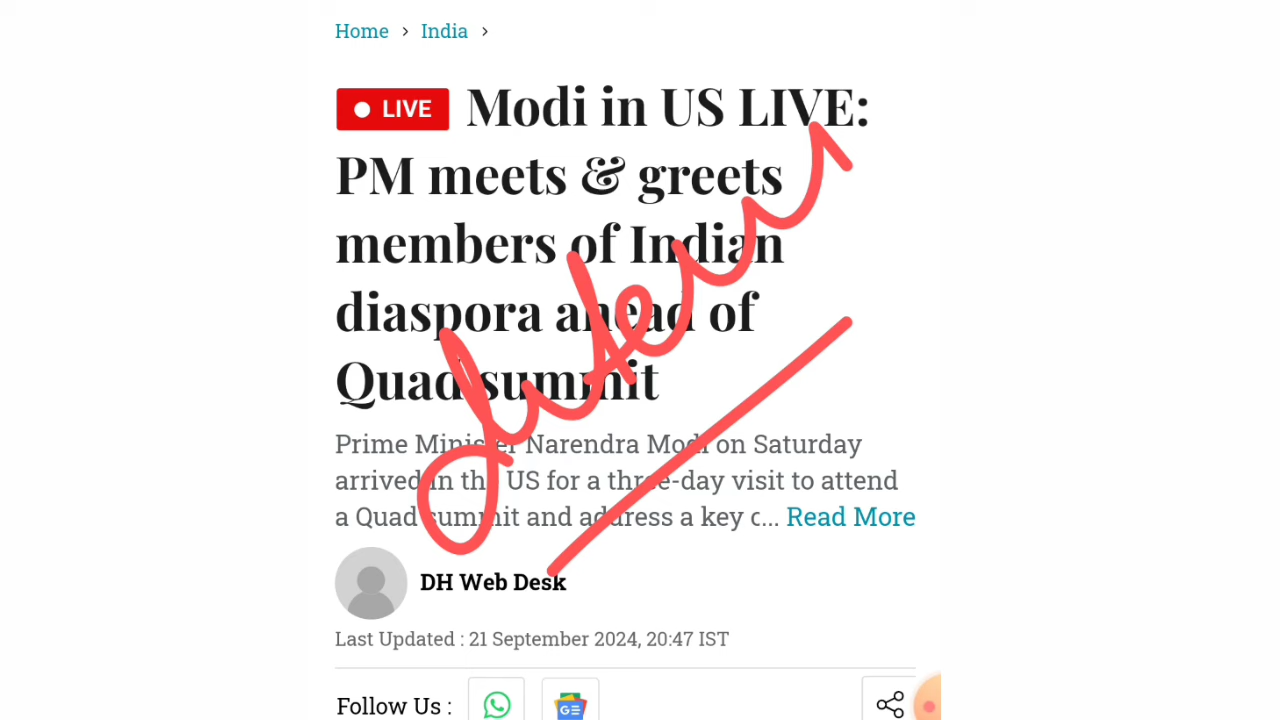 Home > India >
LIVE Modi in US LIVE:
PM meets & greets
members of Indian
diaspora ahead of
Quad summit
Prime Minister Narendra Modi on Saturday
arrived in the US for a three-day visit to attend
a Quad summit and address a key c... Read More
DH Web Desk
Last Updated : 21 September 2024, 20:47 IST
Follow Us :
GE